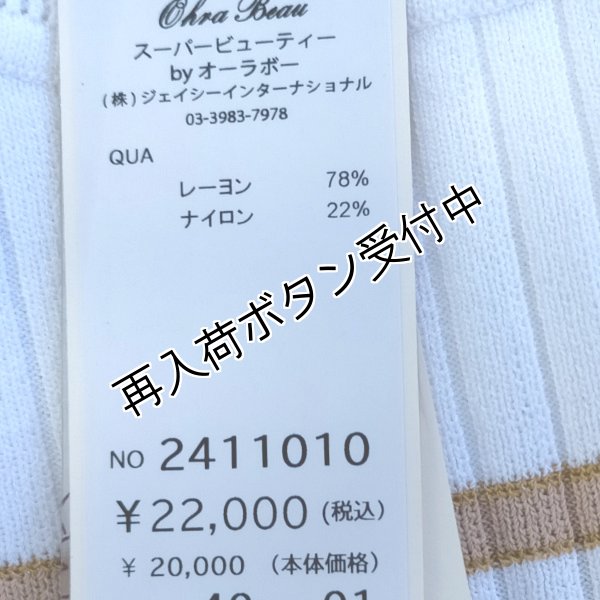 Ohra Beau
スーパービューティー
by オーラボー
(株)ジェイシーインターナショナル
03-3983-7978
QUA
レーヨン 78%
ナイロン 22%
再入荷ボタン受付中
NO 2411010
¥22,000 (税込)
¥ 20,000 (本体価格)